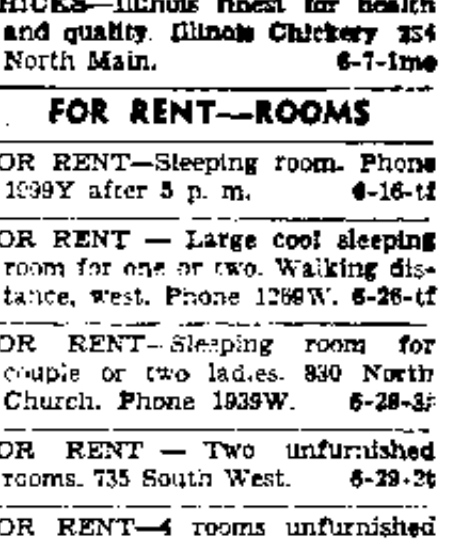 HICKS—Illinois finest for health
and quality. Illinois Chickery 234
North Main. 6-7-1mo
FOR RENT—ROOMS
OR RENT—Sleeping room. Phone
after 5 p. m. 6-16-tf
OR RENT — Large cool sleeping
room for one or two. Walking dis-
tance, west. Phone 1269W. 6-26-tf
OR RENT—Sleeping room for
couple or two ladies. 830 North
Church. Phone 1939W. 6-28-3t
OR RENT — Two unfurnished
rooms. 735 South West. 6-29-2t
OR RENT—4 rooms unfurnished